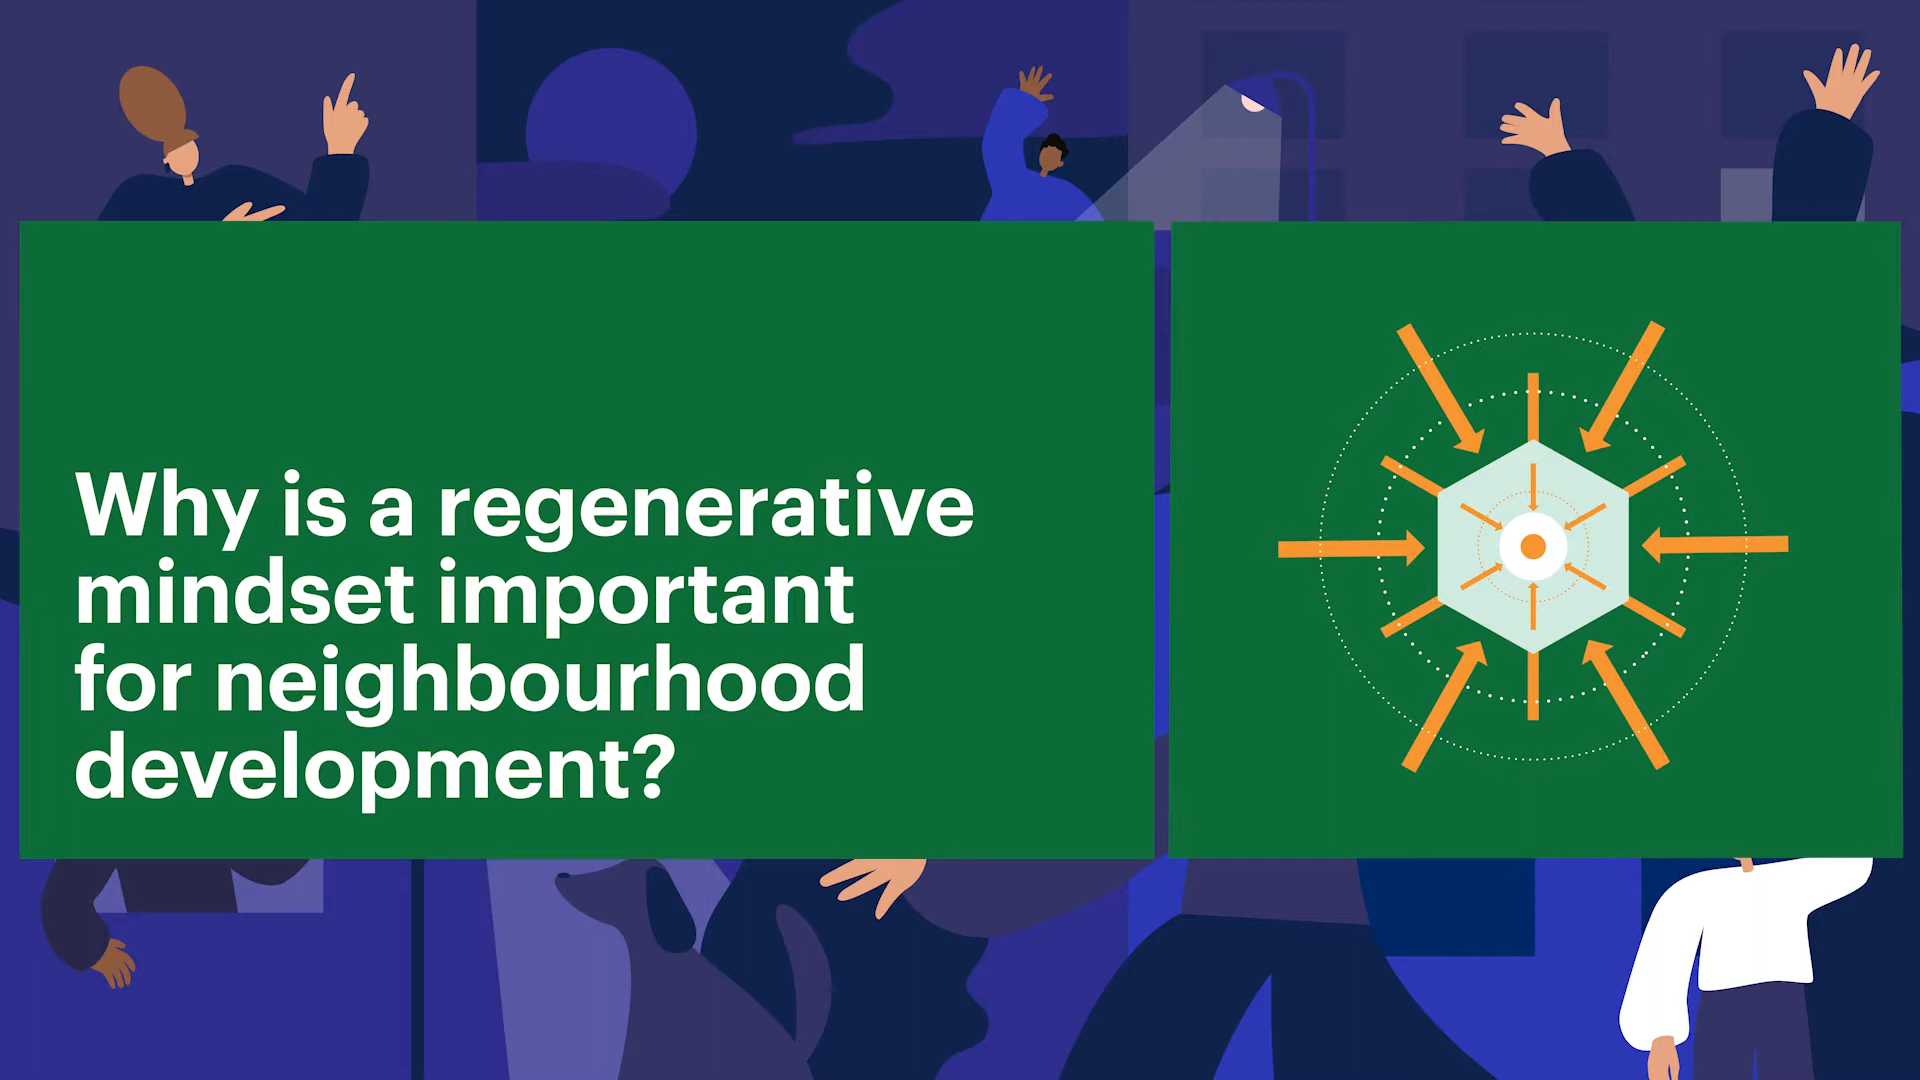 Why is a regenerative
mindset important
for neighbourhood
development?